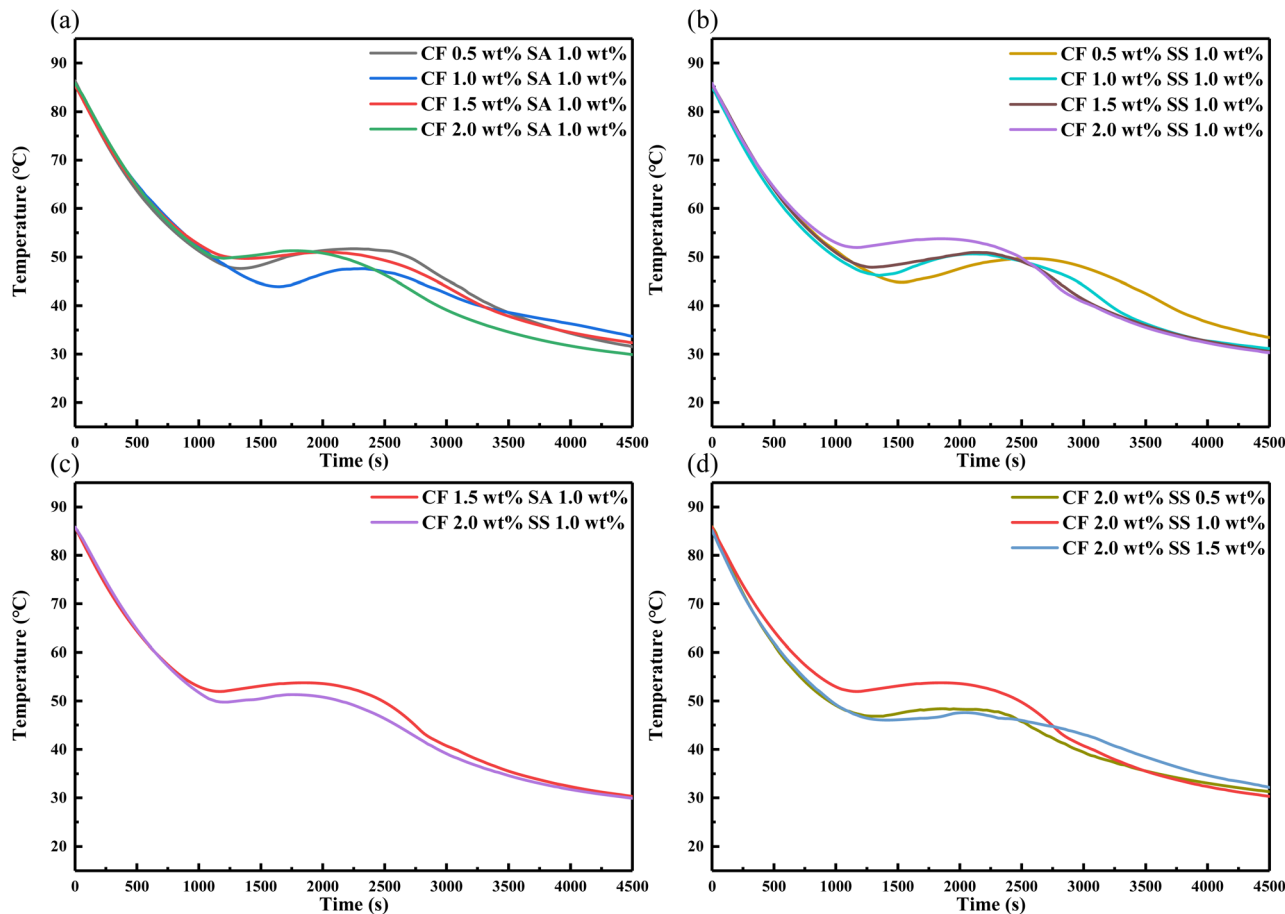 (a)
CF 0.5 wt% SA 1.0 wt%
CF 1.0 wt% SA 1.0 wt%
CF 1.5 wt% SA 1.0 wt%
CF 2.0 wt% SA 1.0 wt%
90
80
70
60
50
40
30
20
Temperature (℃)
0 500 1000 1500 2000 2500 3000 3500 4000 4500
Time (s)
(b)
CF 0.5 wt% SS 1.0 wt%
CF 1.0 wt% SS 1.0 wt%
CF 1.5 wt% SS 1.0 wt%
CF 2.0 wt% SS 1.0 wt%
90
80
70
60
50
40
30
20
Temperature (℃)
0 500 1000 1500 2000 2500 3000 3500 4000 4500
Time (s)
(c)
CF 1.5 wt% SA 1.0 wt%
CF 2.0 wt% SS 1.0 wt%
90
80
70
60
50
40
30
20
Temperature (℃)
0 500 1000 1500 2000 2500 3000 3500 4000 4500
Time (s)
(d)
CF 2.0 wt% SS 0.5 wt%
CF 2.0 wt% SS 1.0 wt%
CF 2.0 wt% SS 1.5 wt%
90
80
70
60
50
40
30
20
Temperature (℃)
0 500 1000 1500 2000 2500 3000 3500 4000 4500
Time (s)